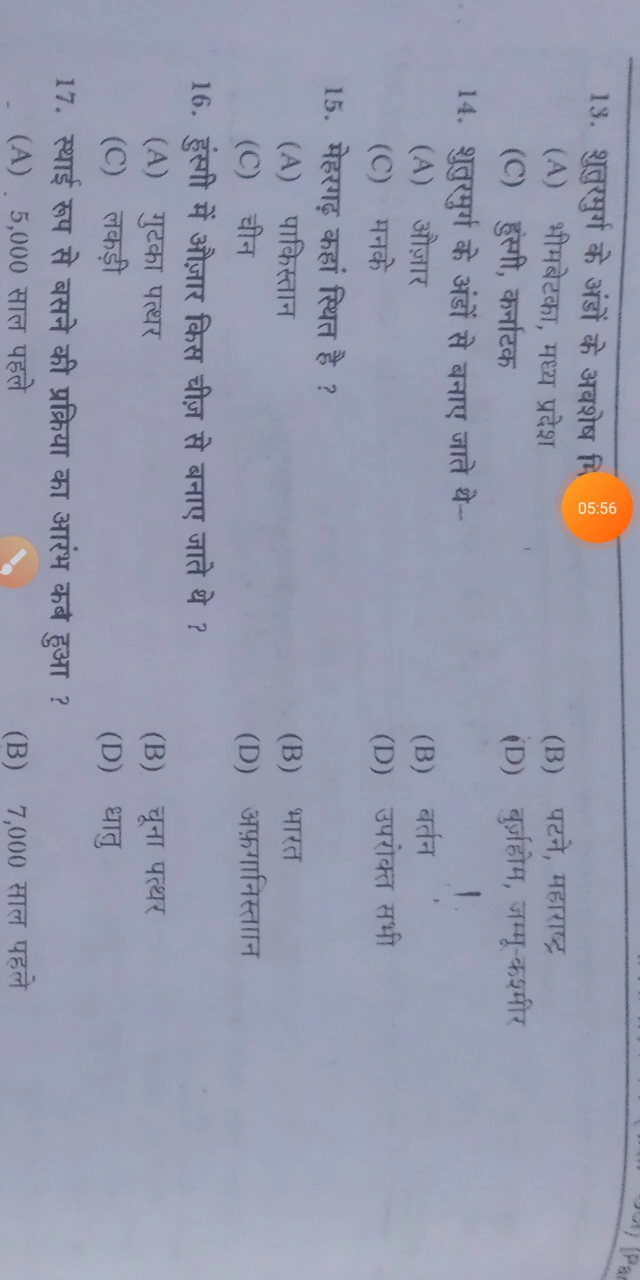 13. शुतुरमुर्ग के अंडों के अवशेष
(A) भीमबेटका, मध्य प्रदेश (B) पटने, महाराष्ट्र
(C) हुंस्गी, कर्नाटक (D) बुर्ज़होम, जम्मू-कश्मीर
14. शुतुरमुर्ग के अंडों से बनाए जाते थे–
(A) औज़ार (B) बर्तन
(C) मनके (D) उपरोक्त सभी
15. मेहरगढ़ कहां स्थित है ?
(A) पाकिस्तान (B) भारत
(C) चीन (D) अफ़गानिस्तान
16. हुंस्गी में औज़ार किस चीज़ से बनाए जाते थे ?
(A) गुटका पत्थर (B) चूना पत्थर
(C) लकड़ी (D) धातु
17. स्थाई रूप से बसने की प्रक्रिया का आरंभ कब हुआ ?
(A) 5,000 साल पहले (B) 7,000 साल पहले
05:56